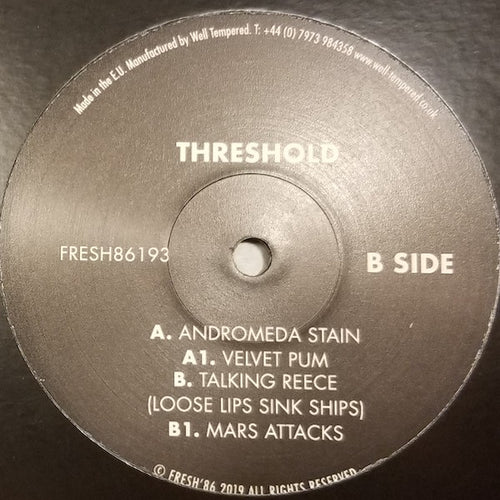 Made in the E.U. Manufactured by Well Tempered. T: +44 (0) 7973 984358 www.well-tempered.co.uk
THRESHOLD
FRESH86193
B SIDE
A. ANDROMEDA STAIN
A1. VELVET PUM
B. TALKING REECE
(LOOSE LIPS SINK SHIPS)
B1. MARS ATTACKS
© FRESH'86 2019 ALL RIGHTS RESERVED